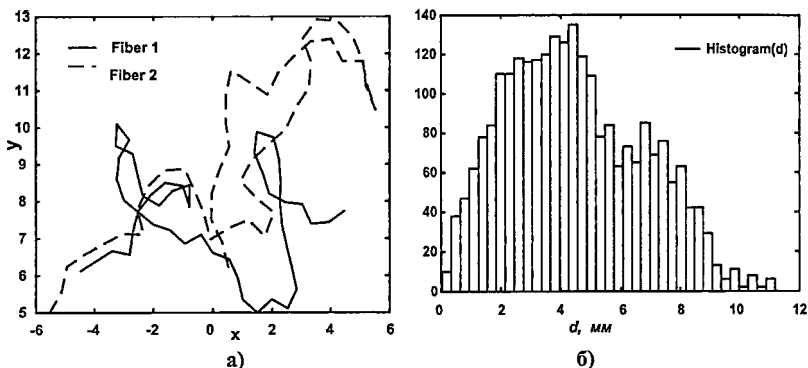 13
12
11
10
9
8
7
6
5
y
Fiber 1
Fiber 2
-6 -4 -2 0 2 4 6
x
а)
140
120
100
80
60
40
20
0
Histogram(d)
0 2 4 6 8 10 12
d, мм
б)